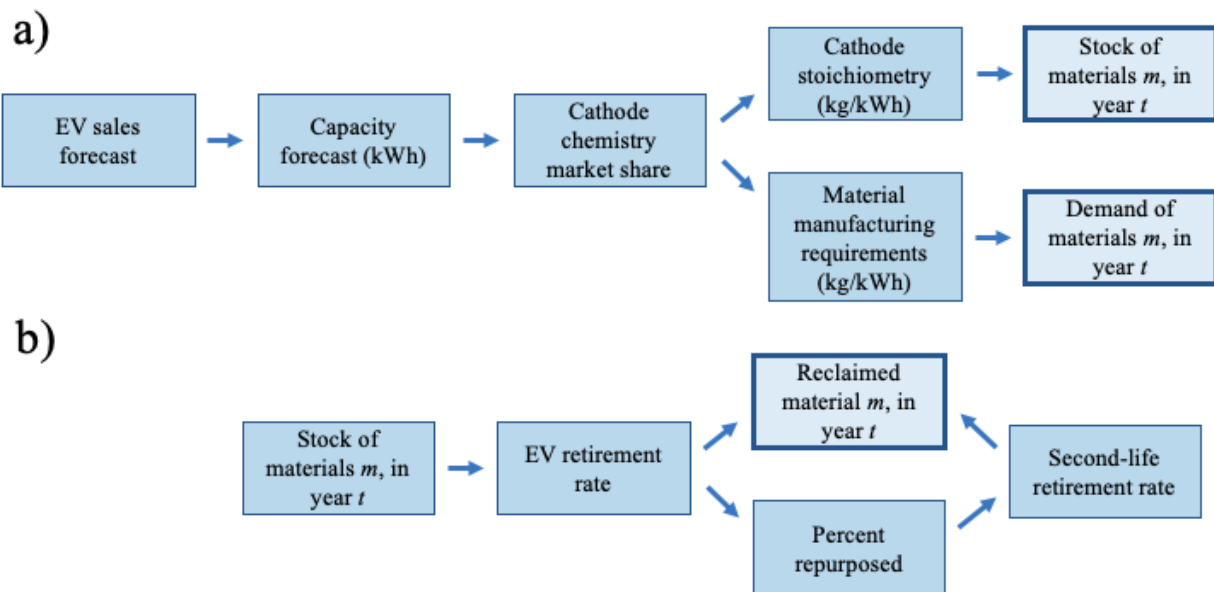 a)
EV sales
forecast
Capacity
forecast (kWh)
Cathode
chemistry
market share
Cathode
stoichiometry
(kg/kWh)
Stock of
materials m, in
year t
Material
manufacturing
requirements
(kg/kWh)
Demand of
materials m, in
year t
b)
Stock of
materials m, in
year t
EV retirement
rate
Reclaimed
material m, in
year t
Percent
repurposed
Second-life
retirement rate